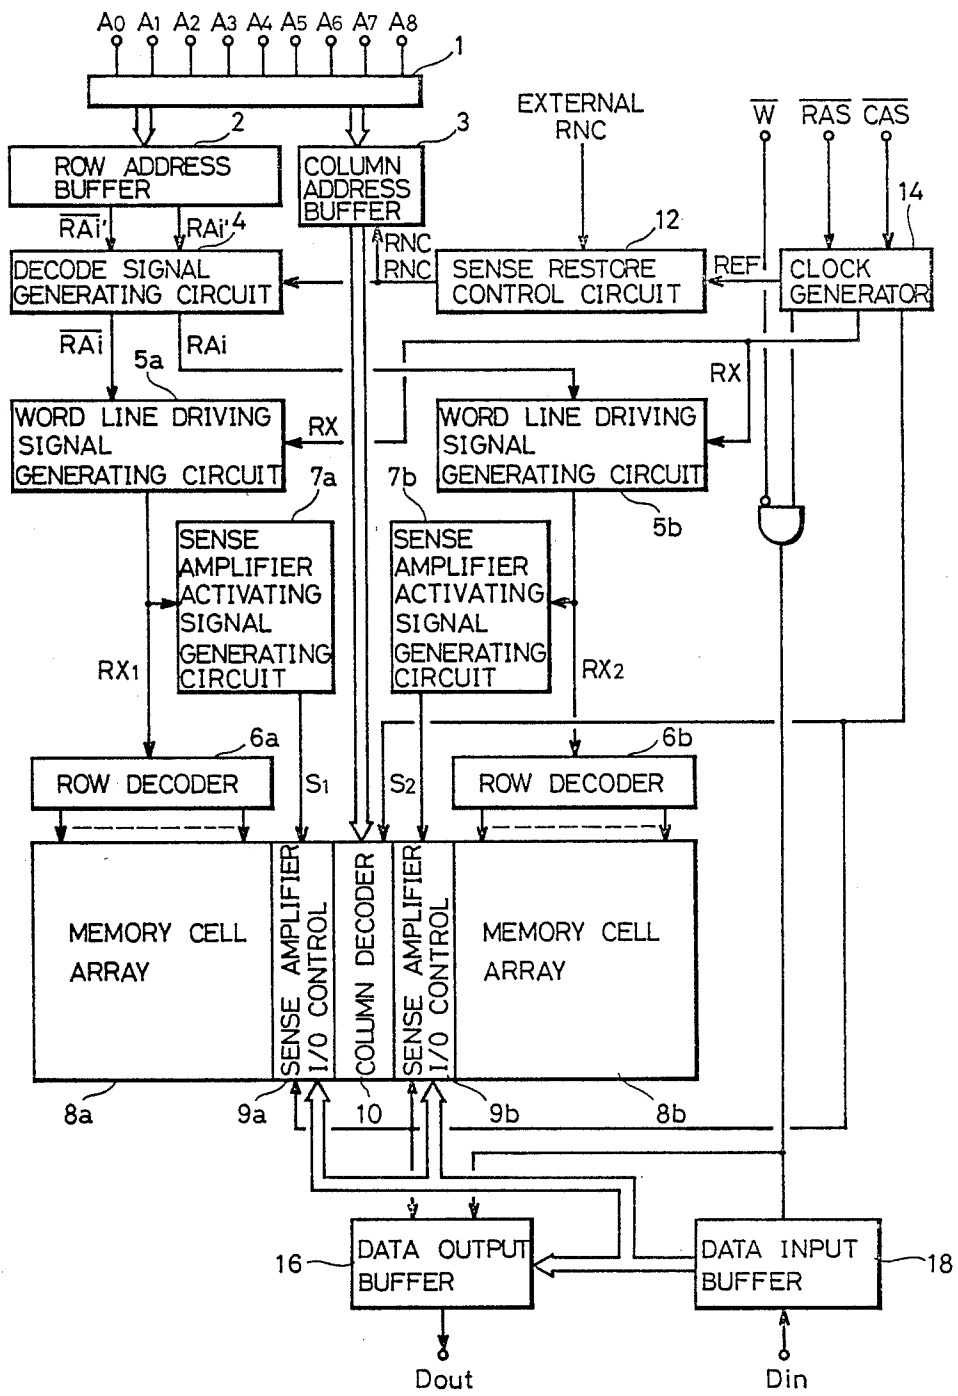 A0 A1 A2 A3 A4 A5 A6 A7 A8
1
2
3
EXTERNAL
RNC
W̅
R̅A̅S̅
C̅A̅S̅
ROW ADDRESS
BUFFER
COLUMN
ADDRESS
BUFFER
12
14
R̅A̅i̅'
RAi'
4
RNC
RNC
DECODE SIGNAL
GENERATING CIRCUIT
SENSE RESTORE
CONTROL CIRCUIT
REF
CLOCK
GENERATOR
R̅A̅i̅
RAi
5a
RX
WORD LINE DRIVING
SIGNAL
GENERATING CIRCUIT
RX
WORD LINE DRIVING
SIGNAL
GENERATING CIRCUIT
7a
7b
5b
SENSE
AMPLIFIER
ACTIVATING
SIGNAL
GENERATING
CIRCUIT
SENSE
AMPLIFIER
ACTIVATING
SIGNAL
GENERATING
CIRCUIT
RX1
RX2
6a
6b
ROW DECODER
S1
S2
ROW DECODER
MEMORY CELL
ARRAY
SENSE AMPLIFIER
I/O CONTROL
COLUMN DECODER
SENSE AMPLIFIER
I/O CONTROL
MEMORY CELL
ARRAY
8a
9a
10
9b
8b
16
DATA OUTPUT
BUFFER
DATA INPUT
BUFFER
18
Dout
Din